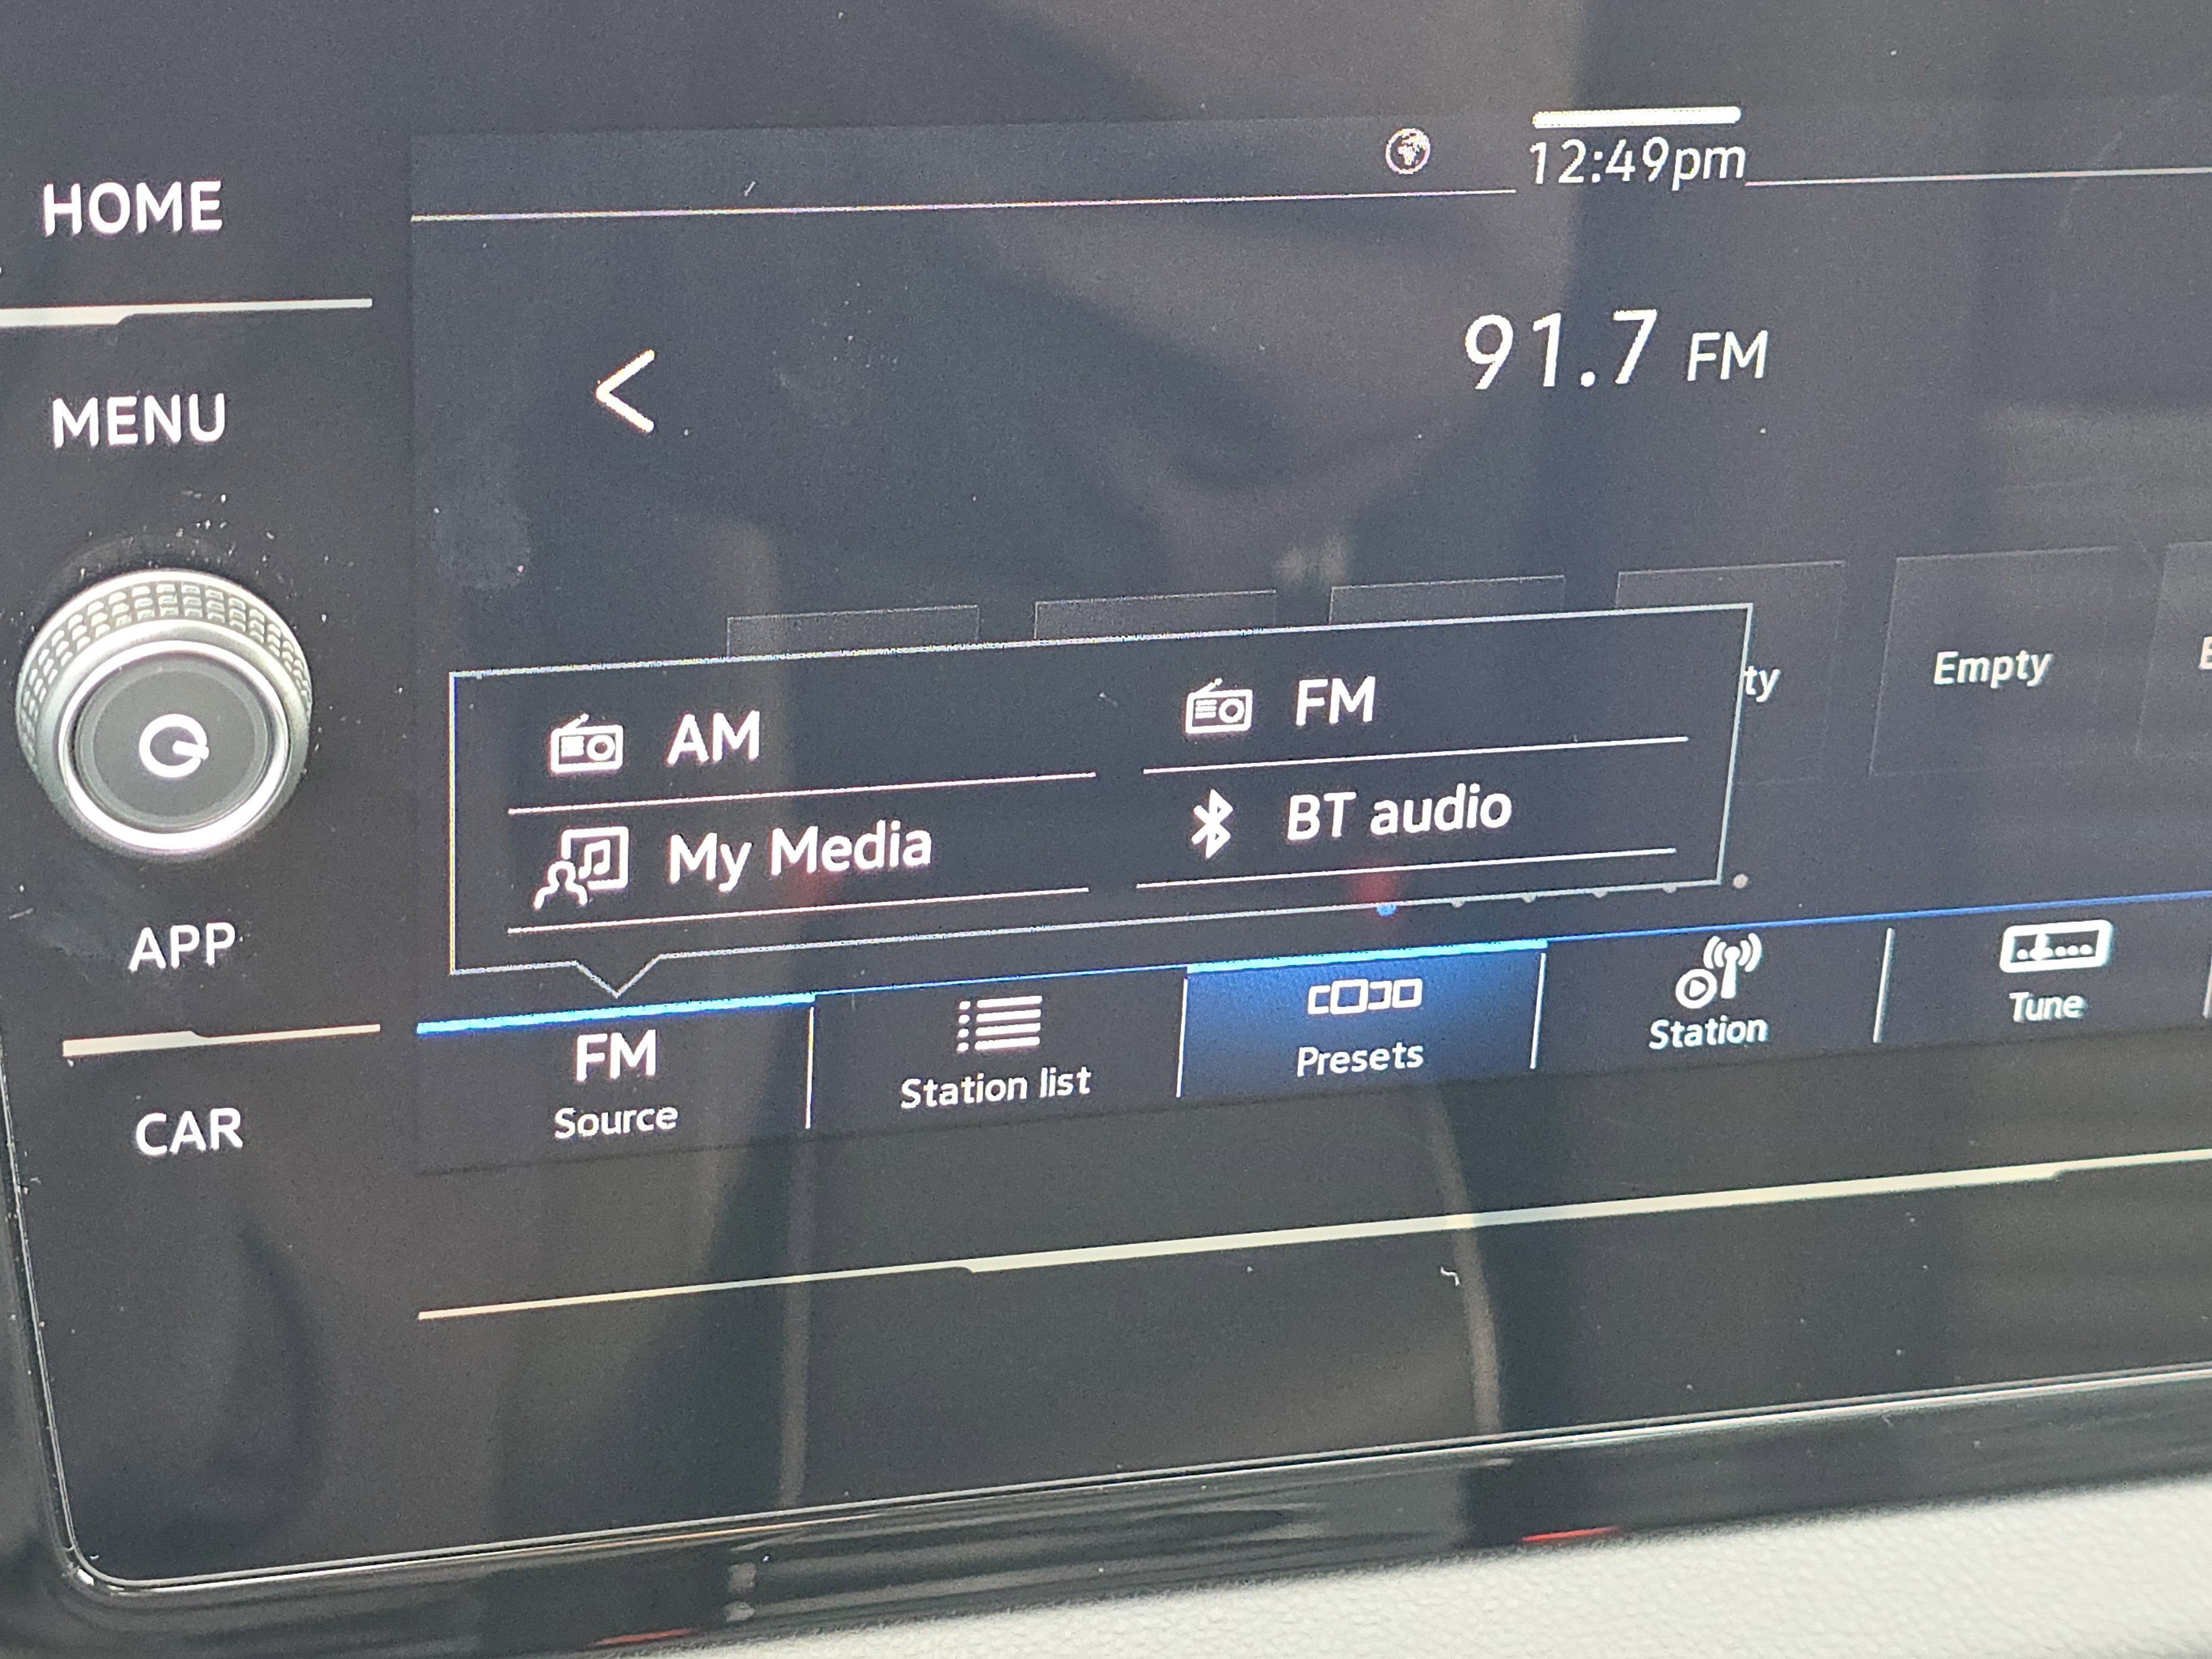 HOME
12:49pm
MENU
91.7 FM
AM
FM
Empty
My Media
BT audio
APP
FM
Source
Station list
Presets
Station
Tune
CAR